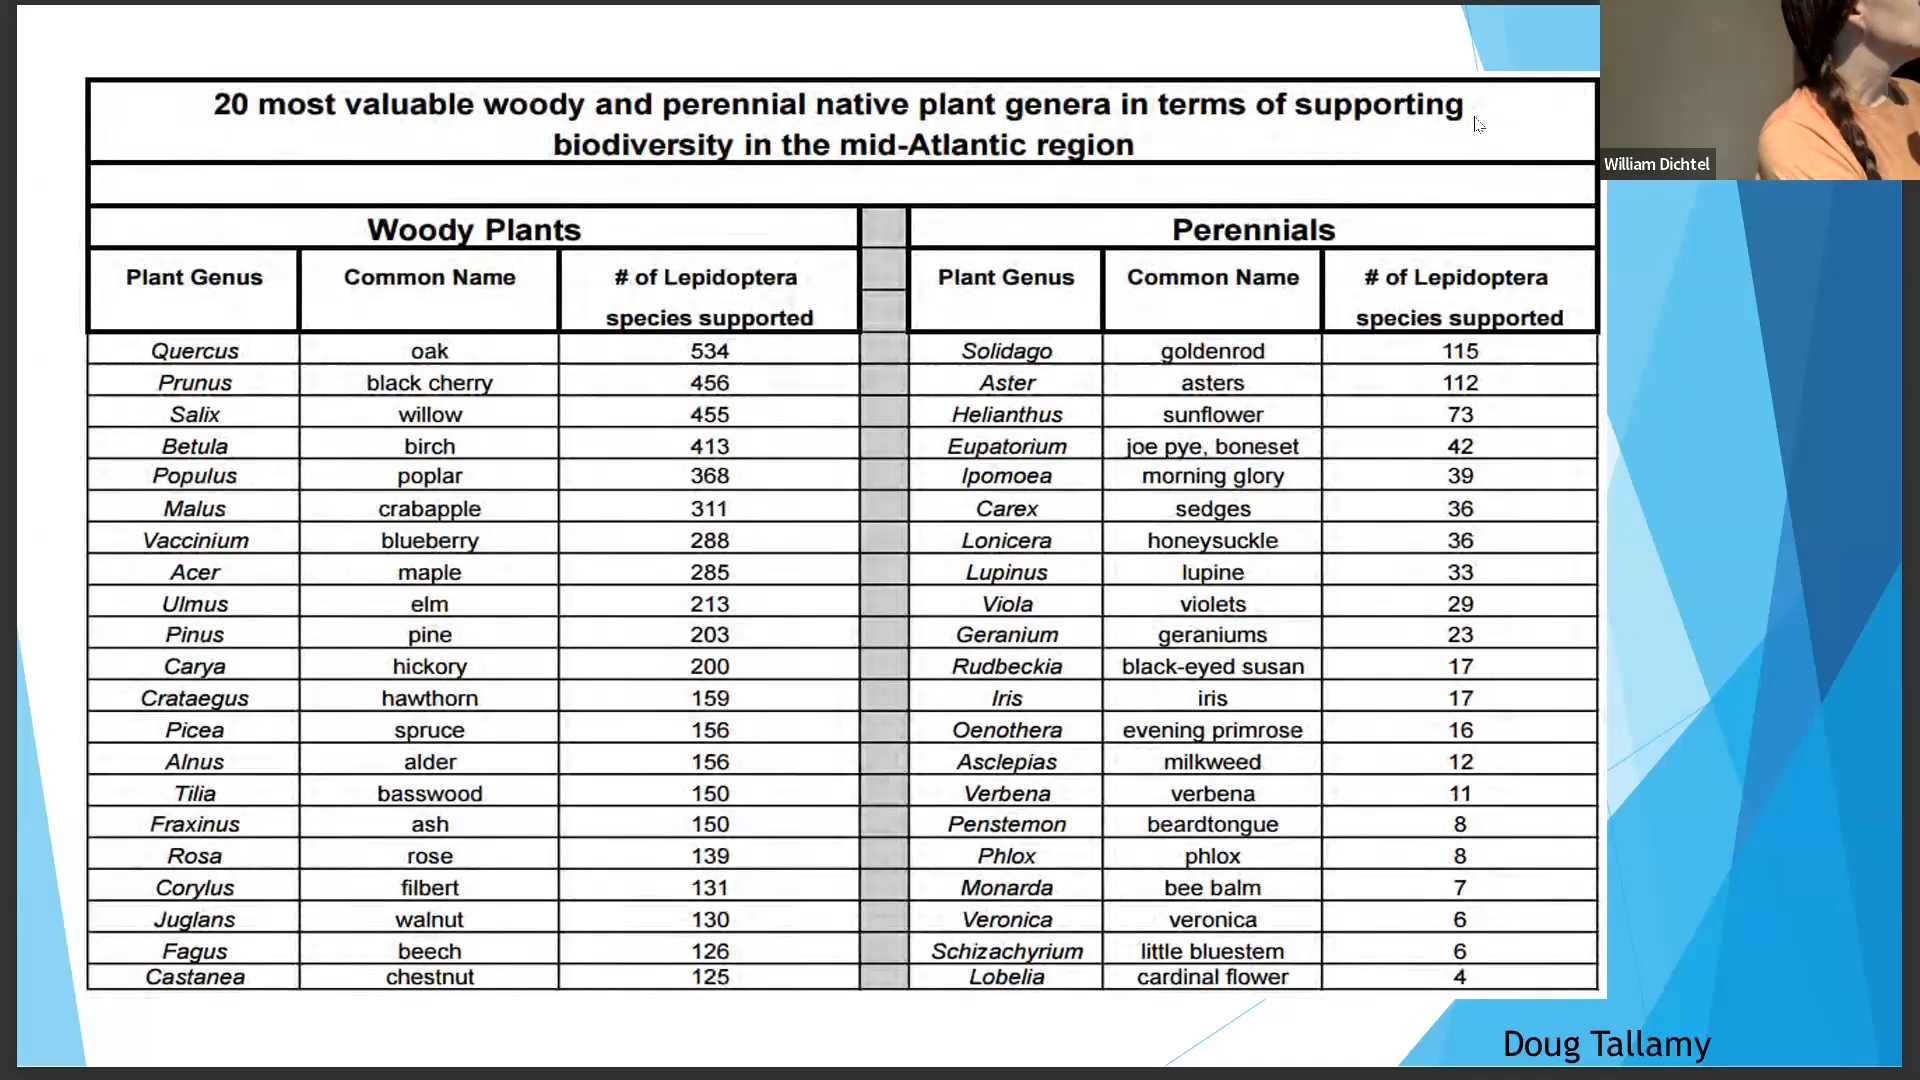 20 most valuable woody and perennial native plant genera in terms of supporting
biodiversity in the mid-Atlantic region
William Dichtel
Woody Plants Perennials
Plant Genus Common Name # of Lepidoptera species supported Plant Genus Common Name # of Lepidoptera species supported
Quercus oak 534 Solidago goldenrod 115
Prunus black cherry 456 Aster asters 112
Salix willow 455 Helianthus sunflower 73
Betula birch 413 Eupatorium joe pye, boneset 42
Populus poplar 368 Ipomoea morning glory 39
Malus crabapple 311 Carex sedges 36
Vaccinium blueberry 288 Lonicera honeysuckle 36
Acer maple 285 Lupinus lupine 33
Ulmus elm 213 Viola violets 29
Pinus pine 203 Geranium geraniums 23
Carya hickory 200 Rudbeckia black-eyed susan 17
Crataegus hawthorn 159 Iris iris 17
Picea spruce 156 Oenothera evening primrose 16
Alnus alder 156 Asclepias milkweed 12
Tilia basswood 150 Verbena verbena 11
Fraxinus ash 150 Penstemon beardtongue 8
Rosa rose 139 Phlox phlox 8
Corylus filbert 131 Monarda bee balm 7
Juglans walnut 130 Veronica veronica 6
Fagus beech 126 Schizachyrium little bluestem 6
Castanea chestnut 125 Lobelia cardinal flower 4
Doug Tallamy